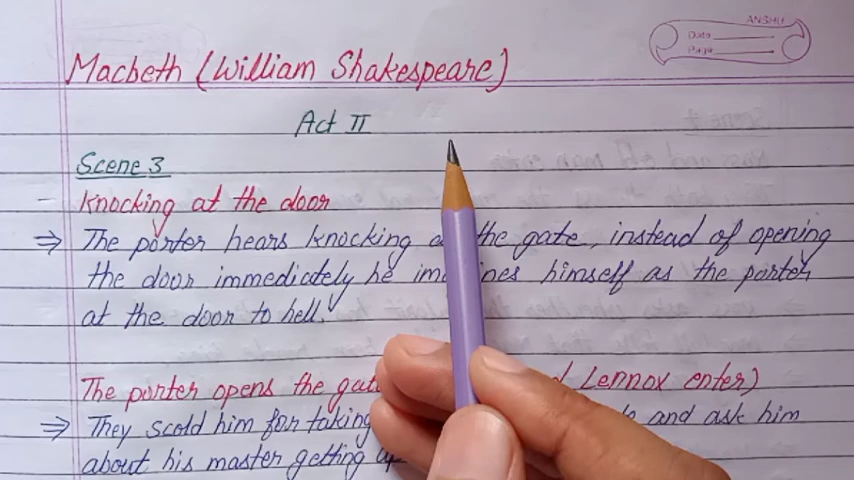 ANSHU
Date
Page
Macbeth (William Shakespeare)
Act II
Scene 3
- Knocking at the door
⇒ The porter hears knocking the gate, instead of opening
the door immediately he himself as the porter
at the door to hell.
The porter opens the Lennox enter)
⇒ They scold him for taking and ask him
about his master getting